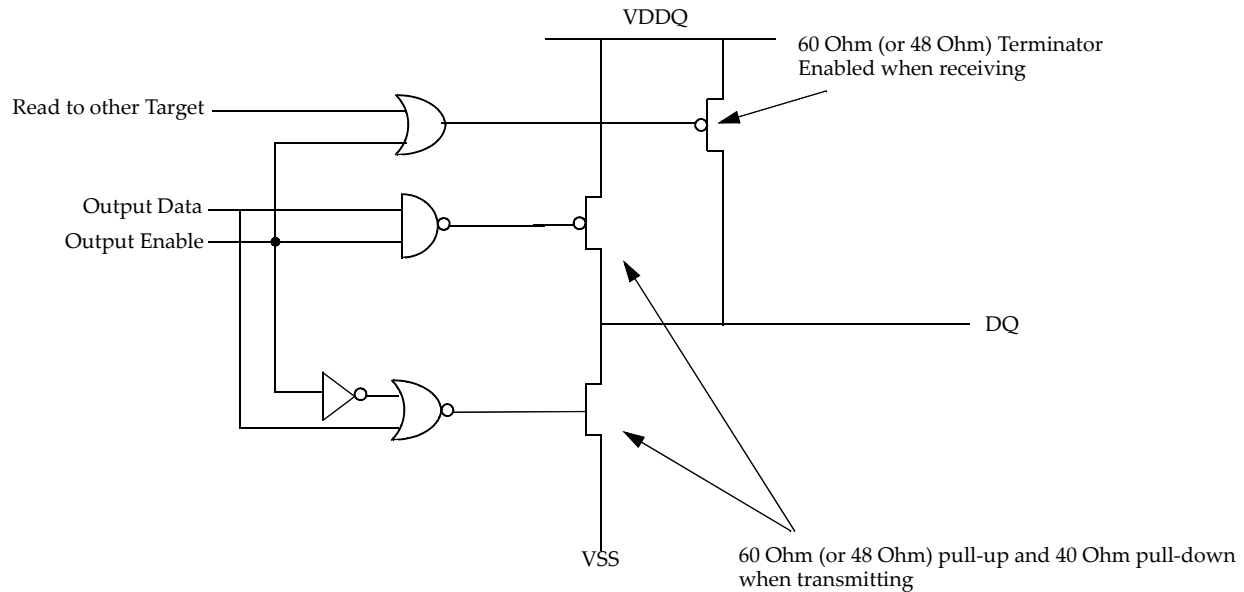 VDDQ
60 Ohm (or 48 Ohm) Terminator
Enabled when receiving
Read to other Target
Output Data
Output Enable
DQ
VSS
60 Ohm (or 48 Ohm) pull-up and 40 Ohm pull-down
when transmitting